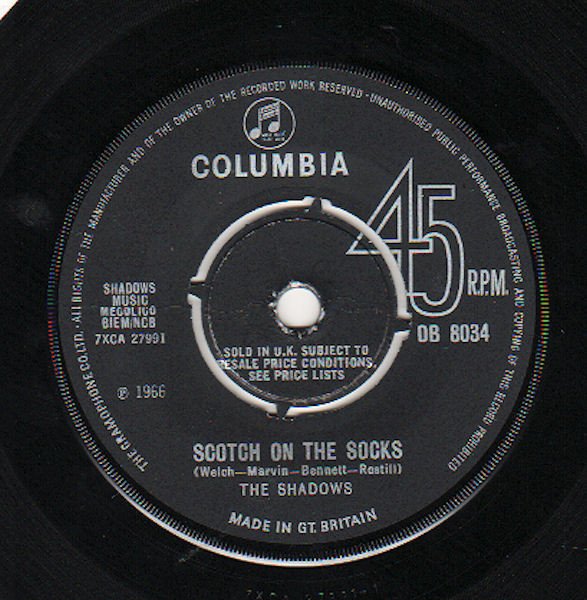 THE GRAMOPHONE CO. LTD. · ALL RIGHTS OF THE MANUFACTURER AND OF THE OWNER OF THE RECORDED WORK RESERVED · UNAUTHORISED PUBLIC PERFORMANCE BROADCASTING AND COPYING OF THIS RECORD PROHIBITED
COLUMBIA
45
R.P.M.
SHADOWS
MUSIC
MECOLICO
BIEM/NCB
7XCA 27991
DB 8034
SOLD IN U.K. SUBJECT TO
RESALE PRICE CONDITIONS,
SEE PRICE LISTS
℗ 1966
SCOTCH ON THE SOCKS
(Welch—Marvin—Bennett—Rostill)
THE SHADOWS
MADE IN GT. BRITAIN